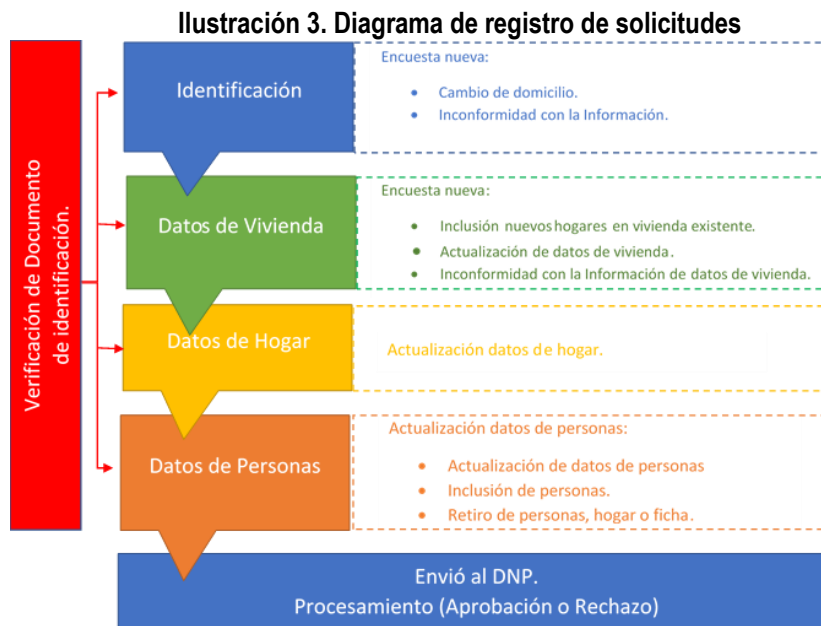 Ilustración 3. Diagrama de registro de solicitudes
Verificación de Documento
de identificación.
Identificación
Encuesta nueva:
• Cambio de domicilio.
• Inconformidad con la Información.
Datos de Vivienda
Encuesta nueva:
• Inclusión nuevos hogares en vivienda existente.
• Actualización de datos de vivienda.
• Inconformidad con la Información de datos de vivienda.
Datos de Hogar
Actualización datos de hogar.
Datos de Personas
Actualización datos de personas:
• Actualización de datos de personas
• Inclusión de personas.
• Retiro de personas, hogar o ficha.
Envió al DNP.
Procesamiento (Aprobación o Rechazo)